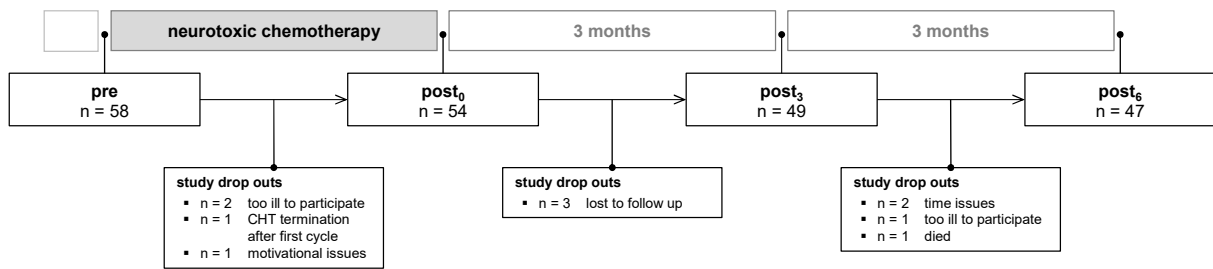 neurotoxic chemotherapy
3 months
3 months
pre
n = 58
post₀
n = 54
post₃
n = 49
post₆
n = 47
study drop outs
▪ n = 2 too ill to participate
▪ n = 1 CHT termination
after first cycle
▪ n = 1 motivational issues
study drop outs
▪ n = 3 lost to follow up
study drop outs
▪ n = 2 time issues
▪ n = 1 too ill to participate
▪ n = 1 died